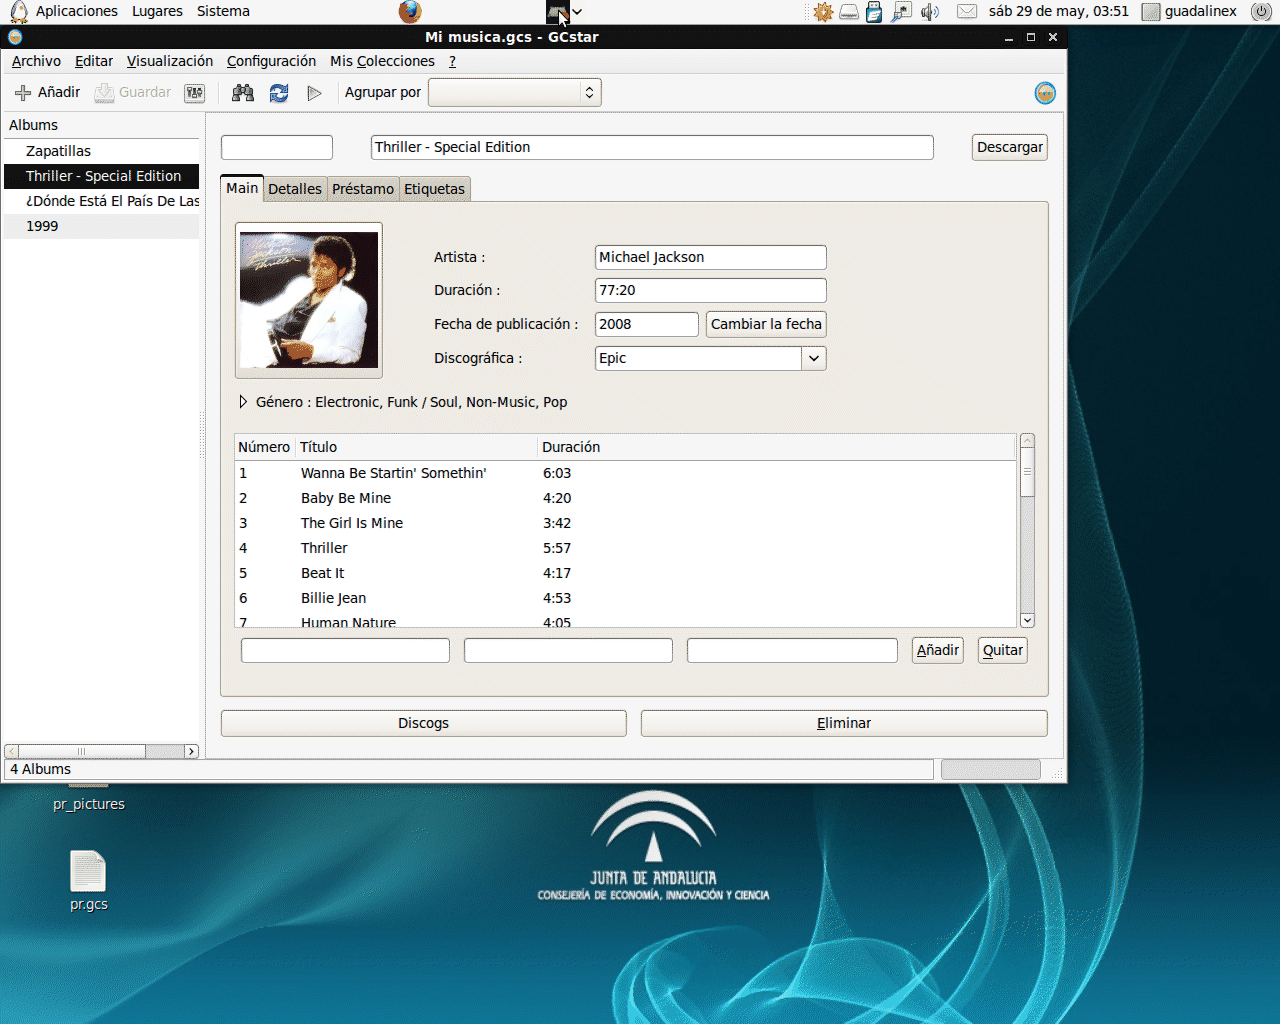 Aplicaciones Lugares Sistema sáb 29 de may, 03:51 guadalinex
Mi musica.gcs - GCstar
Archivo Editar Visualización Configuración Mis Colecciones ?
Añadir Guardar Agrupar por
Albums
Zapatillas
Thriller - Special Edition
¿Dónde Está El País De Las
1999
Thriller - Special Edition Descargar
Main Detalles Préstamo Etiquetas
Artista : Michael Jackson
Duración : 77:20
Fecha de publicación : 2008 Cambiar la fecha
Discográfica : Epic
Género : Electronic, Funk / Soul, Non-Music, Pop
Número Título Duración
1 Wanna Be Startin' Somethin' 6:03
2 Baby Be Mine 4:20
3 The Girl Is Mine 3:42
4 Thriller 5:57
5 Beat It 4:17
6 Billie Jean 4:53
7 Human Nature 4:05
Añadir Quitar
Discogs Eliminar
4 Albums
pr_pictures
pr.gcs
JUNTA DE ANDALUCIA
CONSEJERÍA DE ECONOMÍA, INNOVACIÓN Y CIENCIA